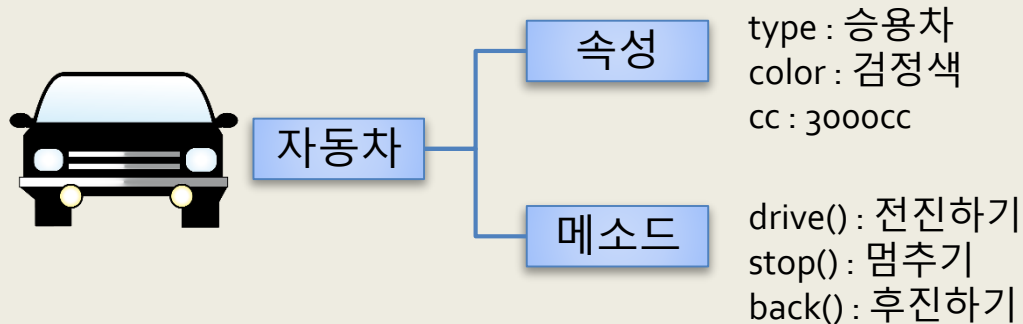 자동차
속성
type : 승용차
color : 검정색
cc : 3000cc
메소드
drive() : 전진하기
stop() : 멈추기
back() : 후진하기